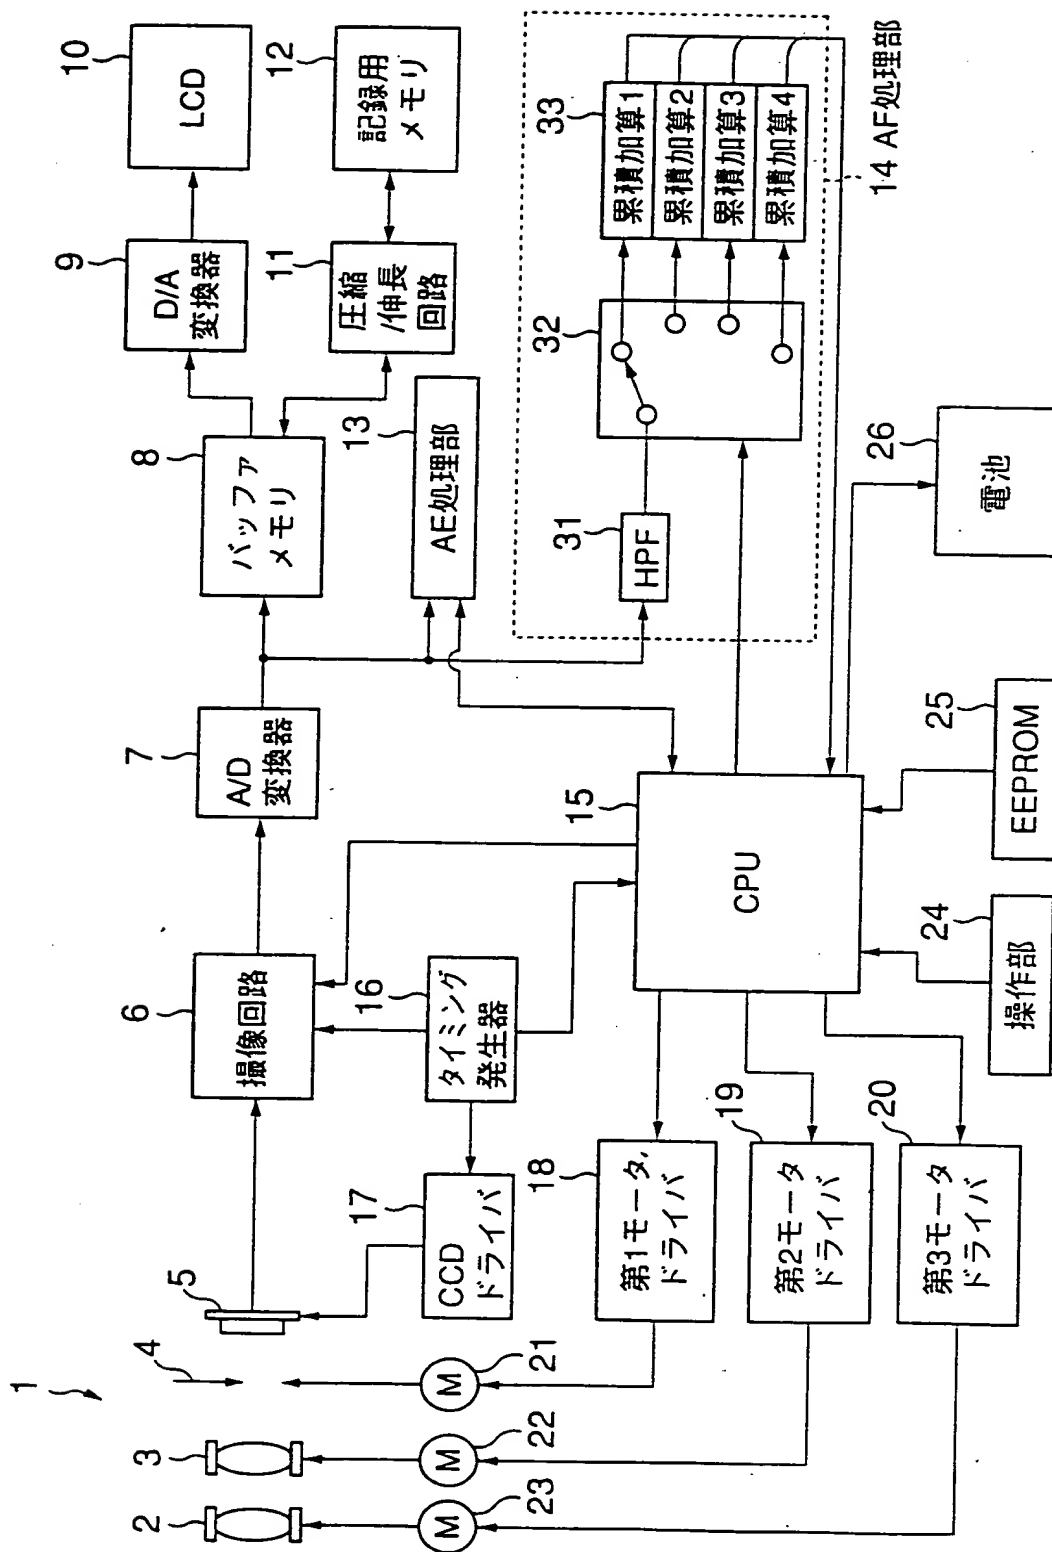 1
2
3
4
5
6
撮像回路
7
A/D
変換器
8
バッファ
メモリ
9
D/A
変換器
10
LCD
11
圧縮
/伸長
回路
12
記録用
メモリ
13
AE処理部
14 AF処理部
31
HPF
32
33
累積加算1
累積加算2
累積加算3
累積加算4
15
CPU
16
タイミング
発生器
17
CCD
ドライバ
18
第1モータ
ドライバ
19
第2モータ
ドライバ
20
第3モータ
ドライバ
M
21
M
22
M
23
24
操作部
25
EEPROM
26
電池